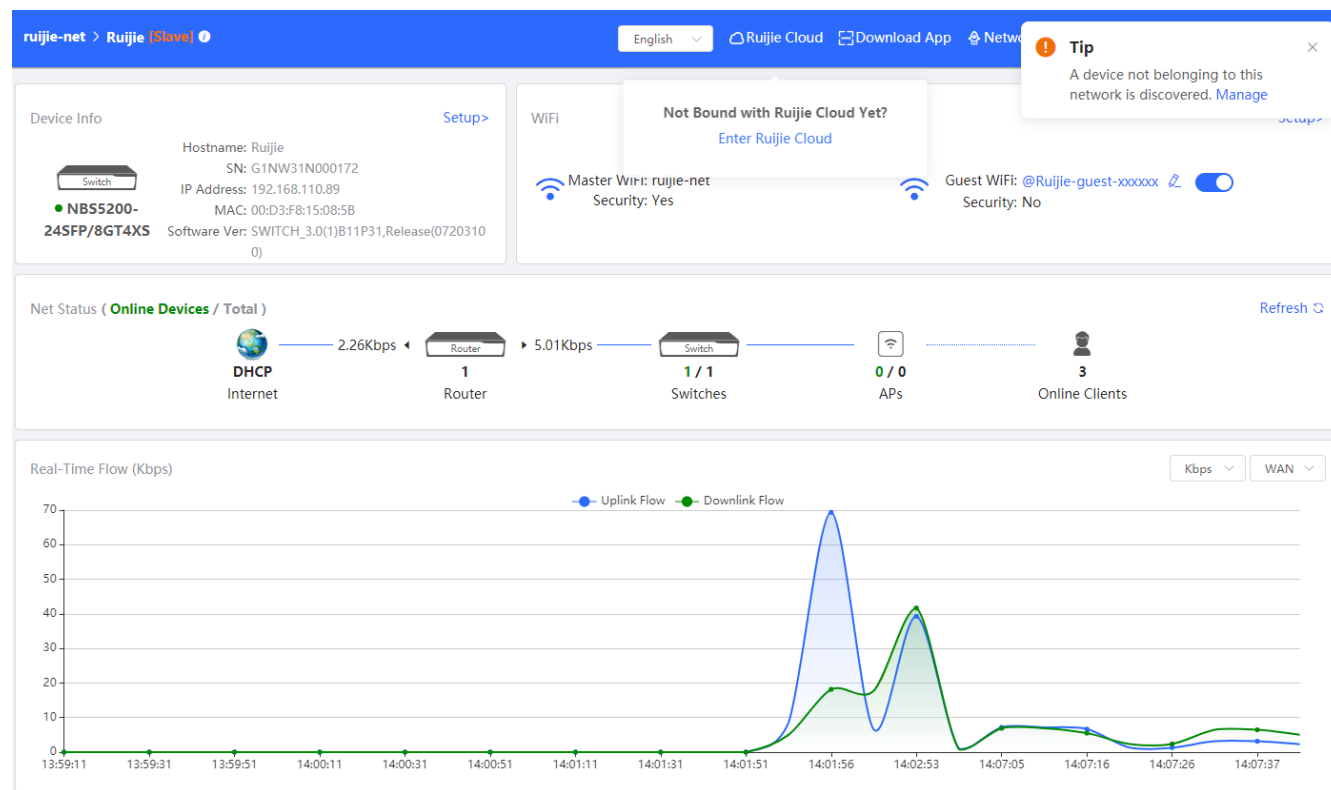 ruijie-net > Ruijie [Slave]
English
Ruijie Cloud
Download App
Netwo
Tip
A device not belonging to this
network is discovered. Manage
Not Bound with Ruijie Cloud Yet?
Enter Ruijie Cloud
Device Info
Setup>
Switch
NBS5200-
24SFP/8GT4XS
Hostname: Ruijie
SN: G1NW31N000172
IP Address: 192.168.110.89
MAC: 00:D3:F8:15:08:5B
Software Ver: SWITCH_3.0(1)B11P31,Release(0720310
0)
WiFi
Setup>
Master WiFi: ruijie-net
Security: Yes
Guest WiFi: @Ruijie-guest-xxxxxx
Security: No
Net Status ( Online Devices / Total )
Refresh
2.26Kbps
Router
5.01Kbps
Switch
DHCP
1
1 / 1
0 / 0
3
Internet
Router
Switches
APs
Online Clients
Real-Time Flow (Kbps)
Kbps
WAN
Uplink Flow
Downlink Flow
70
60
50
40
30
20
10
0
13:59:11 13:59:31 13:59:51 14:00:11 14:00:31 14:00:51 14:01:11 14:01:31 14:01:51 14:01:56 14:02:53 14:07:05 14:07:16 14:07:26 14:07:37